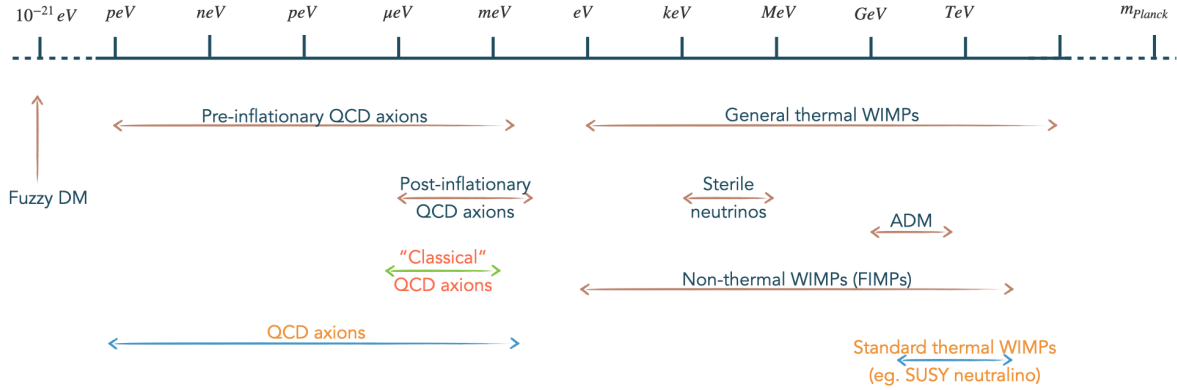 10⁻²¹ eV peV neV peV μeV meV eV keV MeV GeV TeV m_Planck
Pre-inflationary QCD axions
General thermal WIMPs
Fuzzy DM
Post-inflationary
QCD axions
Sterile
neutrinos
ADM
"Classical"
QCD axions
Non-thermal WIMPs (FIMPs)
QCD axions
Standard thermal WIMPs
(eg. SUSY neutralino)